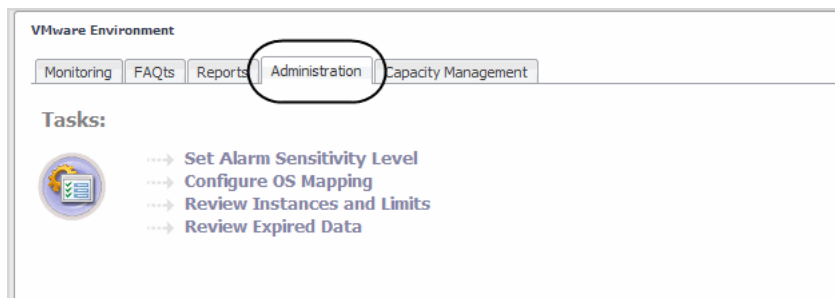 VMware Environment
Monitoring FAQts Reports Administration Capacity Management
Tasks:
Set Alarm Sensitivity Level
Configure OS Mapping
Review Instances and Limits
Review Expired Data